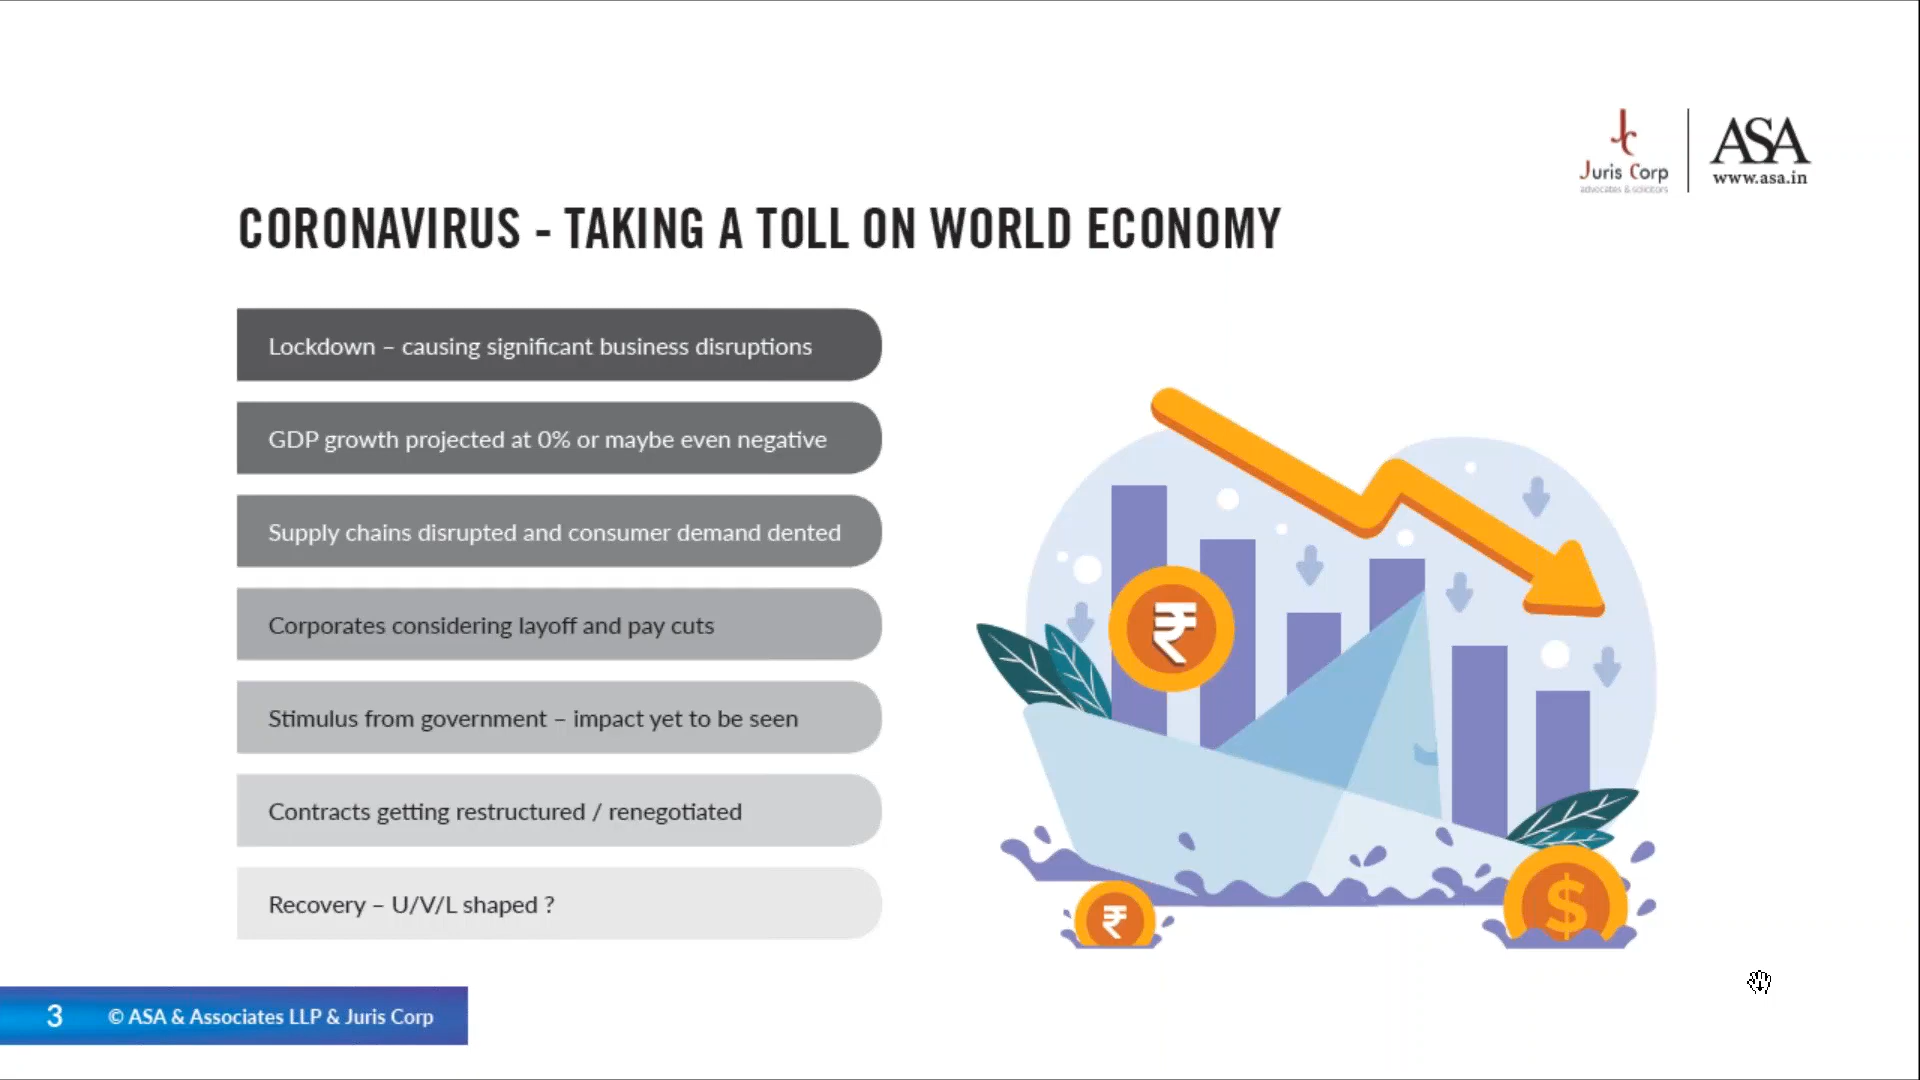 Juris Corp
advocates & solicitors
ASA
www.asa.in
CORONAVIRUS - TAKING A TOLL ON WORLD ECONOMY
Lockdown – causing significant business disruptions
GDP growth projected at 0% or maybe even negative
Supply chains disrupted and consumer demand dented
Corporates considering layoff and pay cuts
Stimulus from government – impact yet to be seen
Contracts getting restructured / renegotiated
Recovery – U/V/L shaped ?
₹
₹
$
3 © ASA & Associates LLP & Juris Corp